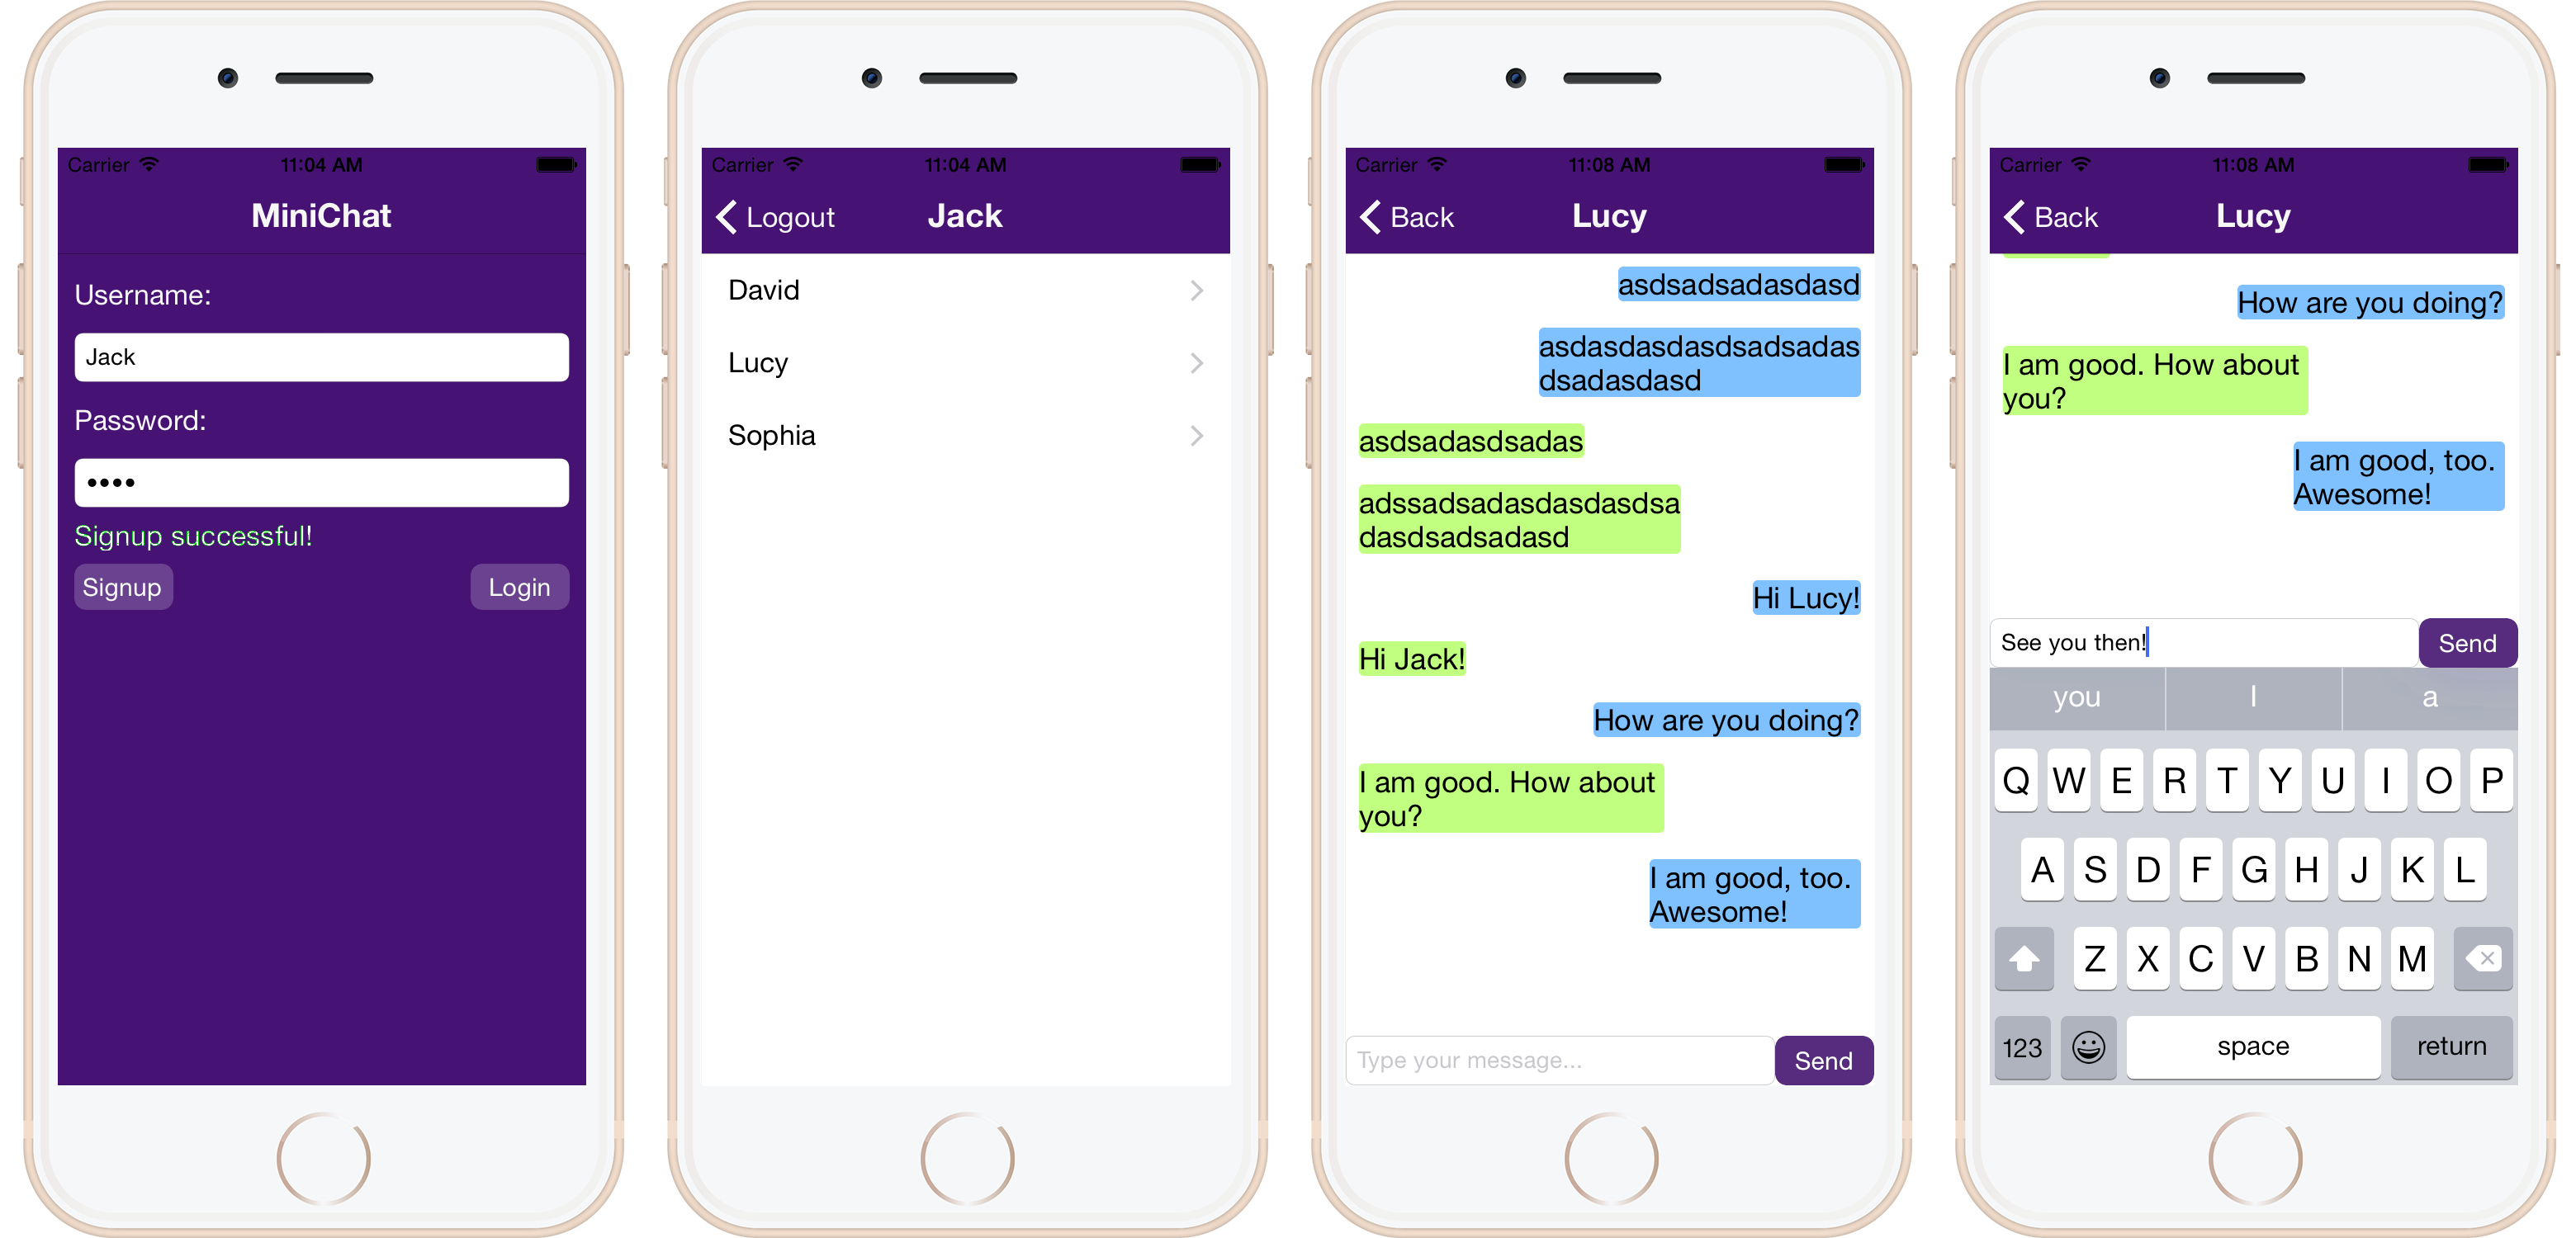 Carrier 11:04 AM
MiniChat
Username:
Jack
Password:
••••
Signup successful!
Signup Login
Carrier 11:04 AM
Logout Jack
David
Lucy
Sophia
Carrier 11:08 AM
Back Lucy
asdsadsadasdasd
asdasdasdasdsadsadas
dsadasdasd
asdsadasdsadas
adssadsadasdasdasdsa
dasdsadsadasd
Hi Lucy!
Hi Jack!
How are you doing?
I am good. How about
you?
I am good, too.
Awesome!
Type your message... Send
Carrier 11:08 AM
Back Lucy
How are you doing?
I am good. How about
you?
I am good, too.
Awesome!
See you then! Send
you I a
Q W E R T Y U I O P
A S D F G H J K L
Z X C V B N M
123 space return